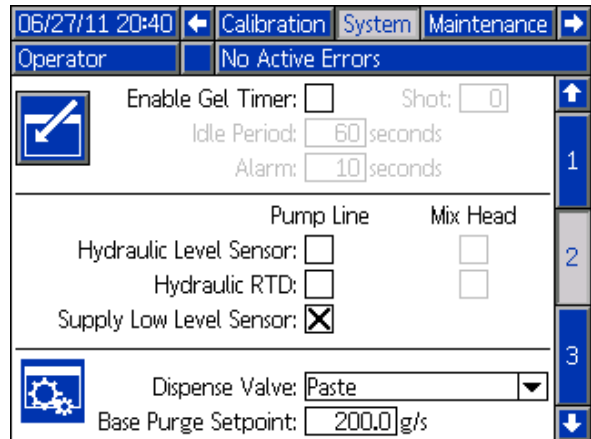 06/27/11 20:40 Calibration System Maintenance
Operator No Active Errors
Enable Gel Timer: Shot: 0
Idle Period: 60 seconds
Alarm: 10 seconds
1
Pump Line Mix Head
Hydraulic Level Sensor:
2
Hydraulic RTD:
Supply Low Level Sensor:
3
Dispense Valve: Paste
Base Purge Setpoint: 200.0 g/s